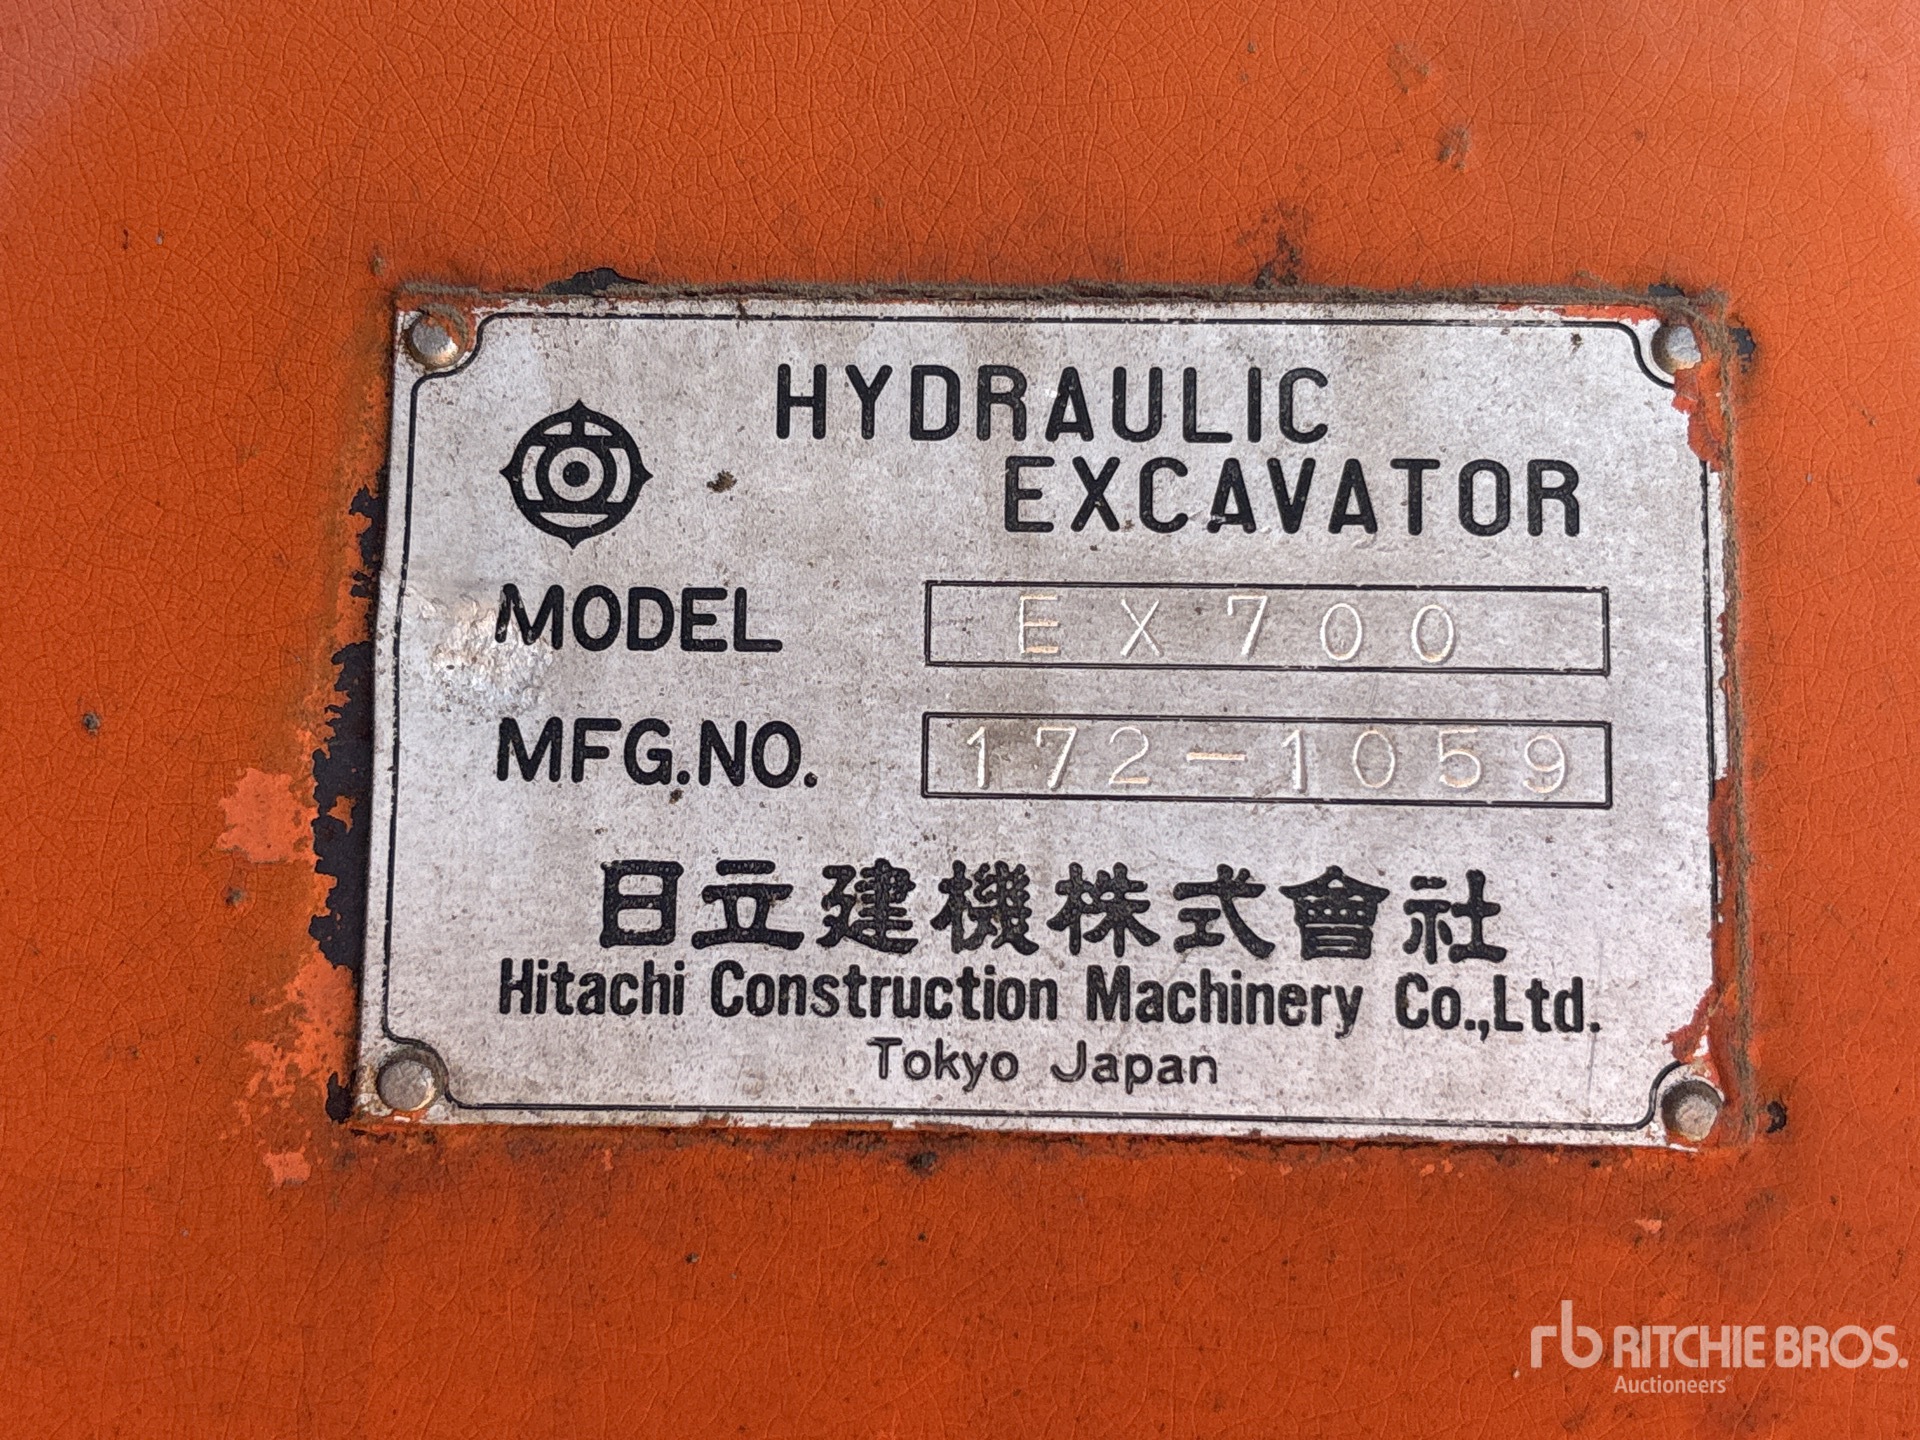 HYDRAULIC
EXCAVATOR
MODEL EX700
MFG.NO. 172-1059
日立建機株式會社
Hitachi Construction Machinery Co.,Ltd.
Tokyo Japan
rb RITCHIE BROS.
Auctioneers